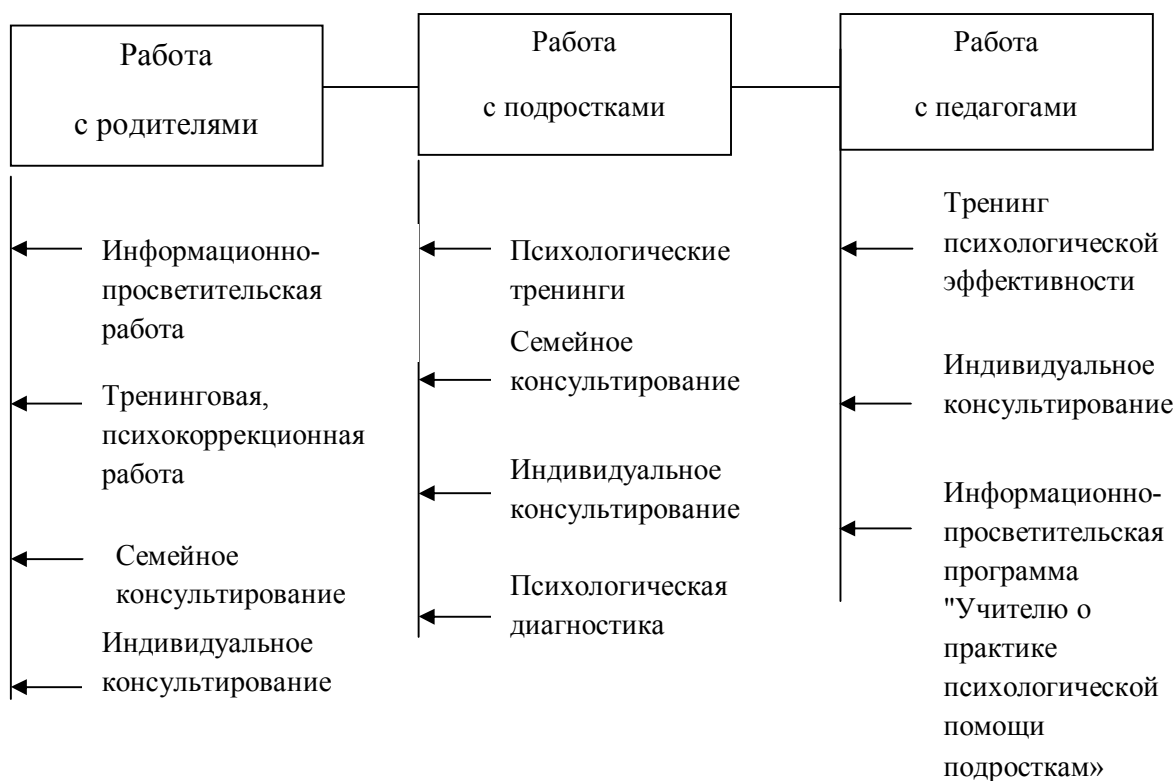 Работа
с родителями
Информационно-
просветительская
работа
Тренинговая,
психокоррекционная
работа
Семейное
консультирование
Индивидуальное
консультирование
Работа
с подростками
Психологические
тренинги
Семейное
консультирование
Индивидуальное
консультирование
Психологическая
диагностика
Работа
с педагогами
Тренинг
психологической
эффективности
Индивидуальное
консультирование
Информационно-
просветительская
программа
"Учителю о
практике
психологической
помощи
подросткам»